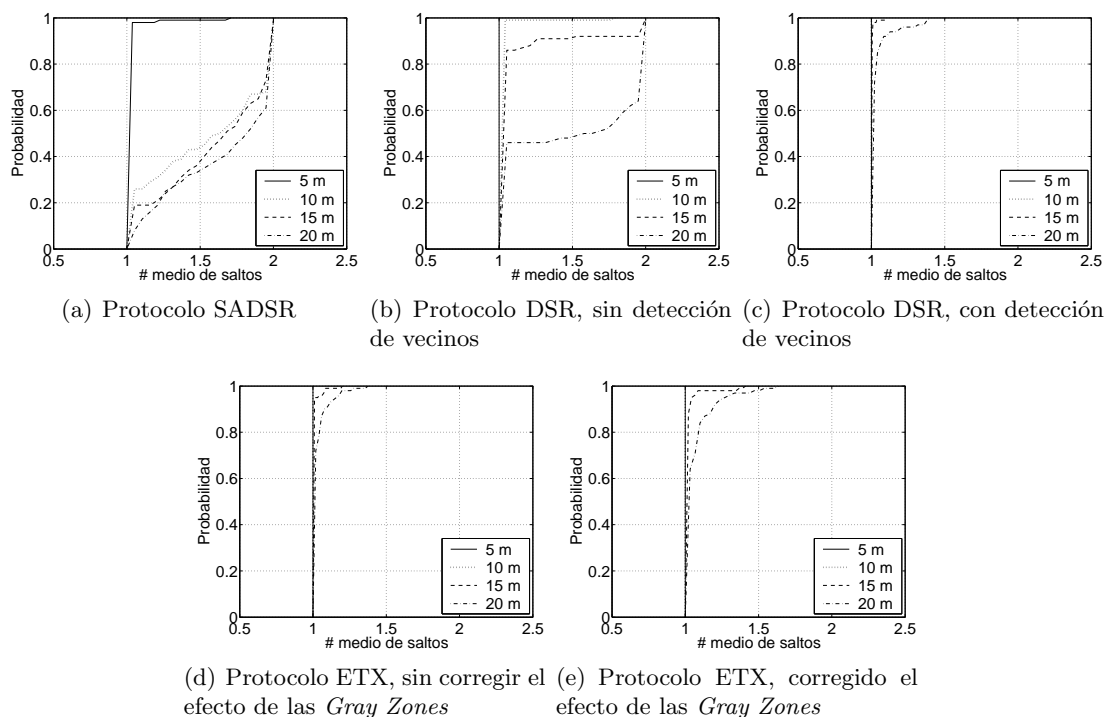 1
0.8
0.6
0.4
0.2
0
Probabilidad
0.5 1 1.5 2 2.5
# medio de saltos
5 m
10 m
15 m
20 m
(a) Protocolo SADSR
1
0.8
0.6
0.4
0.2
0
Probabilidad
0.5 1 1.5 2 2.5
# medio de saltos
5 m
10 m
15 m
20 m
(b) Protocolo DSR, sin detección
de vecinos
1
0.8
0.6
0.4
0.2
0
Probabilidad
0.5 1 1.5 2 2.5
# medio de saltos
5 m
10 m
15 m
20 m
(c) Protocolo DSR, con detección
de vecinos
1
0.8
0.6
0.4
0.2
0
Probabilidad
0.5 1 1.5 2 2.5
# medio de saltos
5 m
10 m
15 m
20 m
(d) Protocolo ETX, sin corregir el
efecto de las Gray Zones
1
0.8
0.6
0.4
0.2
0
Probabilidad
0.5 1 1.5 2 2.5
# medio de saltos
5 m
10 m
15 m
20 m
(e) Protocolo ETX, corregido el
efecto de las Gray Zones